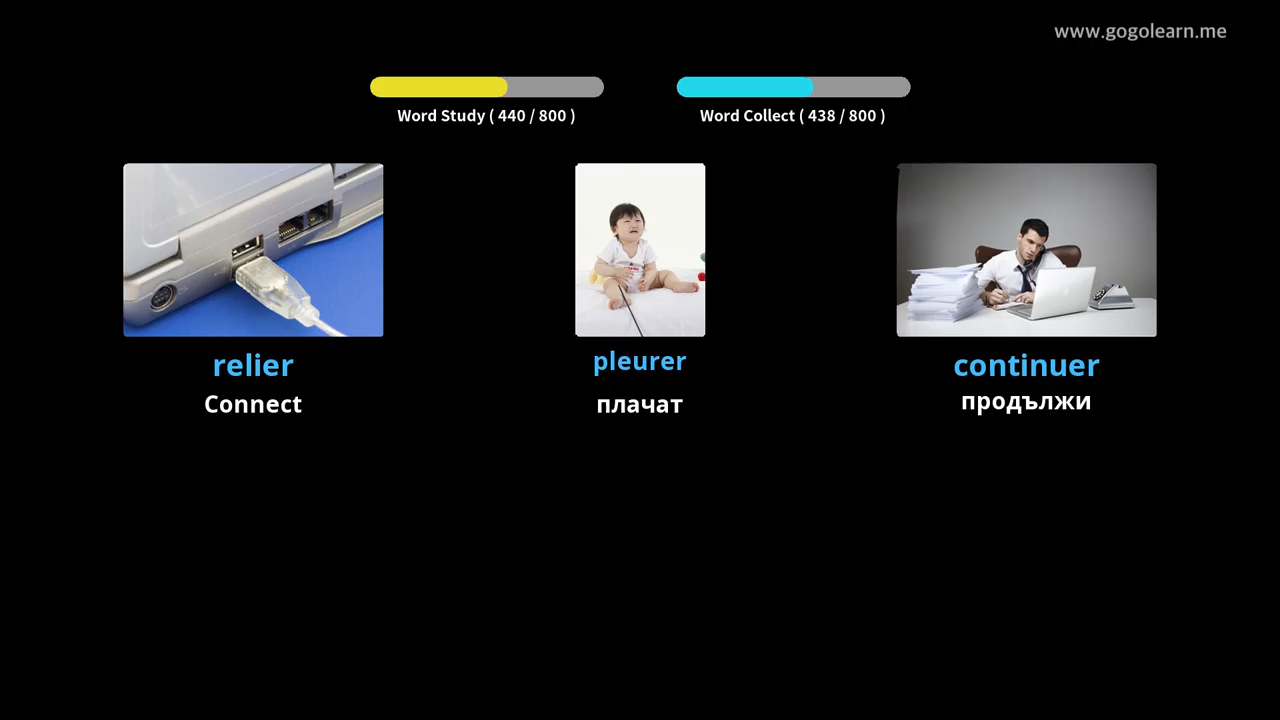 www.gogolearn.me
Word Study ( 440 / 800 )
Word Collect ( 438 / 800 )
relier
pleurer
continuer
Connect
плачат
продължи